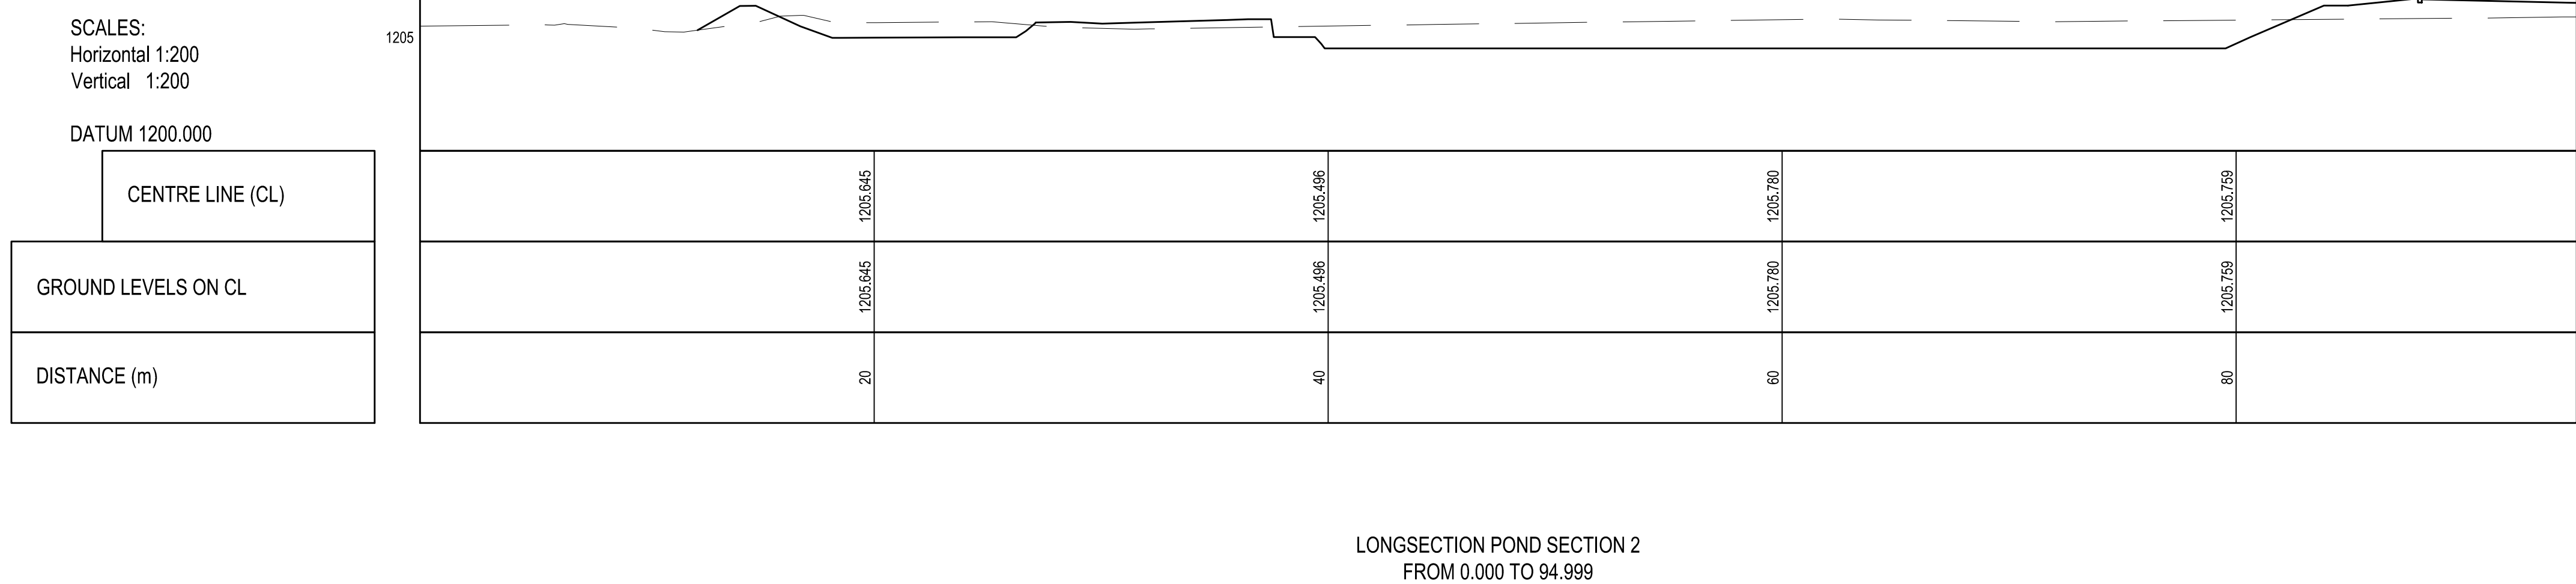 SCALES:
Horizontal 1:200
Vertical 1:200
DATUM 1200.000
1205
CENTRE LINE (CL)
1205.645
1205.496
1205.780
1205.759
GROUND LEVELS ON CL
1205.645
1205.496
1205.780
1205.759
DISTANCE (m)
20
40
60
80
LONGSECTION POND SECTION 2
FROM 0.000 TO 94.999